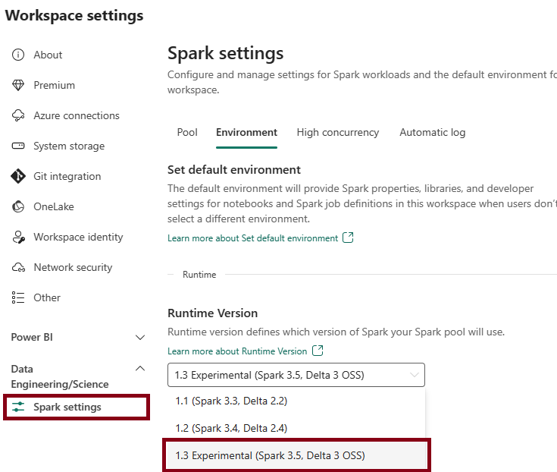 Workspace settings
About
Premium
Azure connections
System storage
Git integration
OneLake
Workspace identity
Network security
Other
Power BI
Data
Engineering/Science
Spark settings
Spark settings
Configure and manage settings for Spark workloads and the default environment fo
workspace.
Pool Environment High concurrency Automatic log
Set default environment
The default environment will provide Spark properties, libraries, and developer
settings for notebooks and Spark job definitions in this workspace when users don't
select a different environment.
Learn more about Set default environment
Runtime
Runtime Version
Runtime version defines which version of Spark your Spark pool will use.
Learn more about Runtime Version
1.3 Experimental (Spark 3.5, Delta 3 OSS)
1.1 (Spark 3.3, Delta 2.2)
1.2 (Spark 3.4, Delta 2.4)
1.3 Experimental (Spark 3.5, Delta 3 OSS)